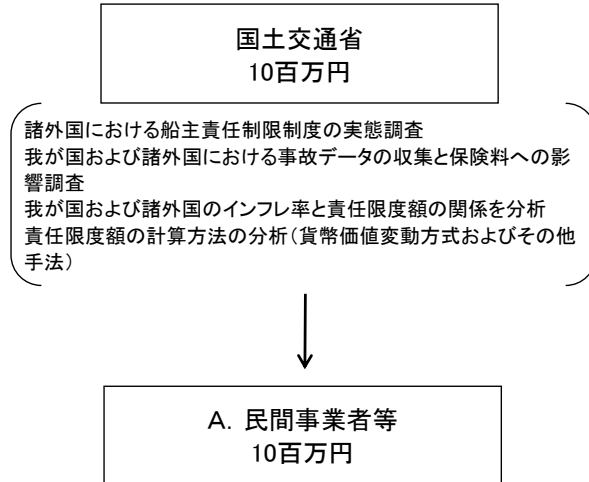 国土交通省
10百万円
諸外国における船主責任制限制度の実態調査
我が国および諸外国における事故データの収集と保険料への影
響調査
我が国および諸外国のインフレ率と責任限度額の関係を分析
責任限度額の計算方法の分析(貨幣価値変動方式およびその他
手法)
A. 民間事業者等
10百万円